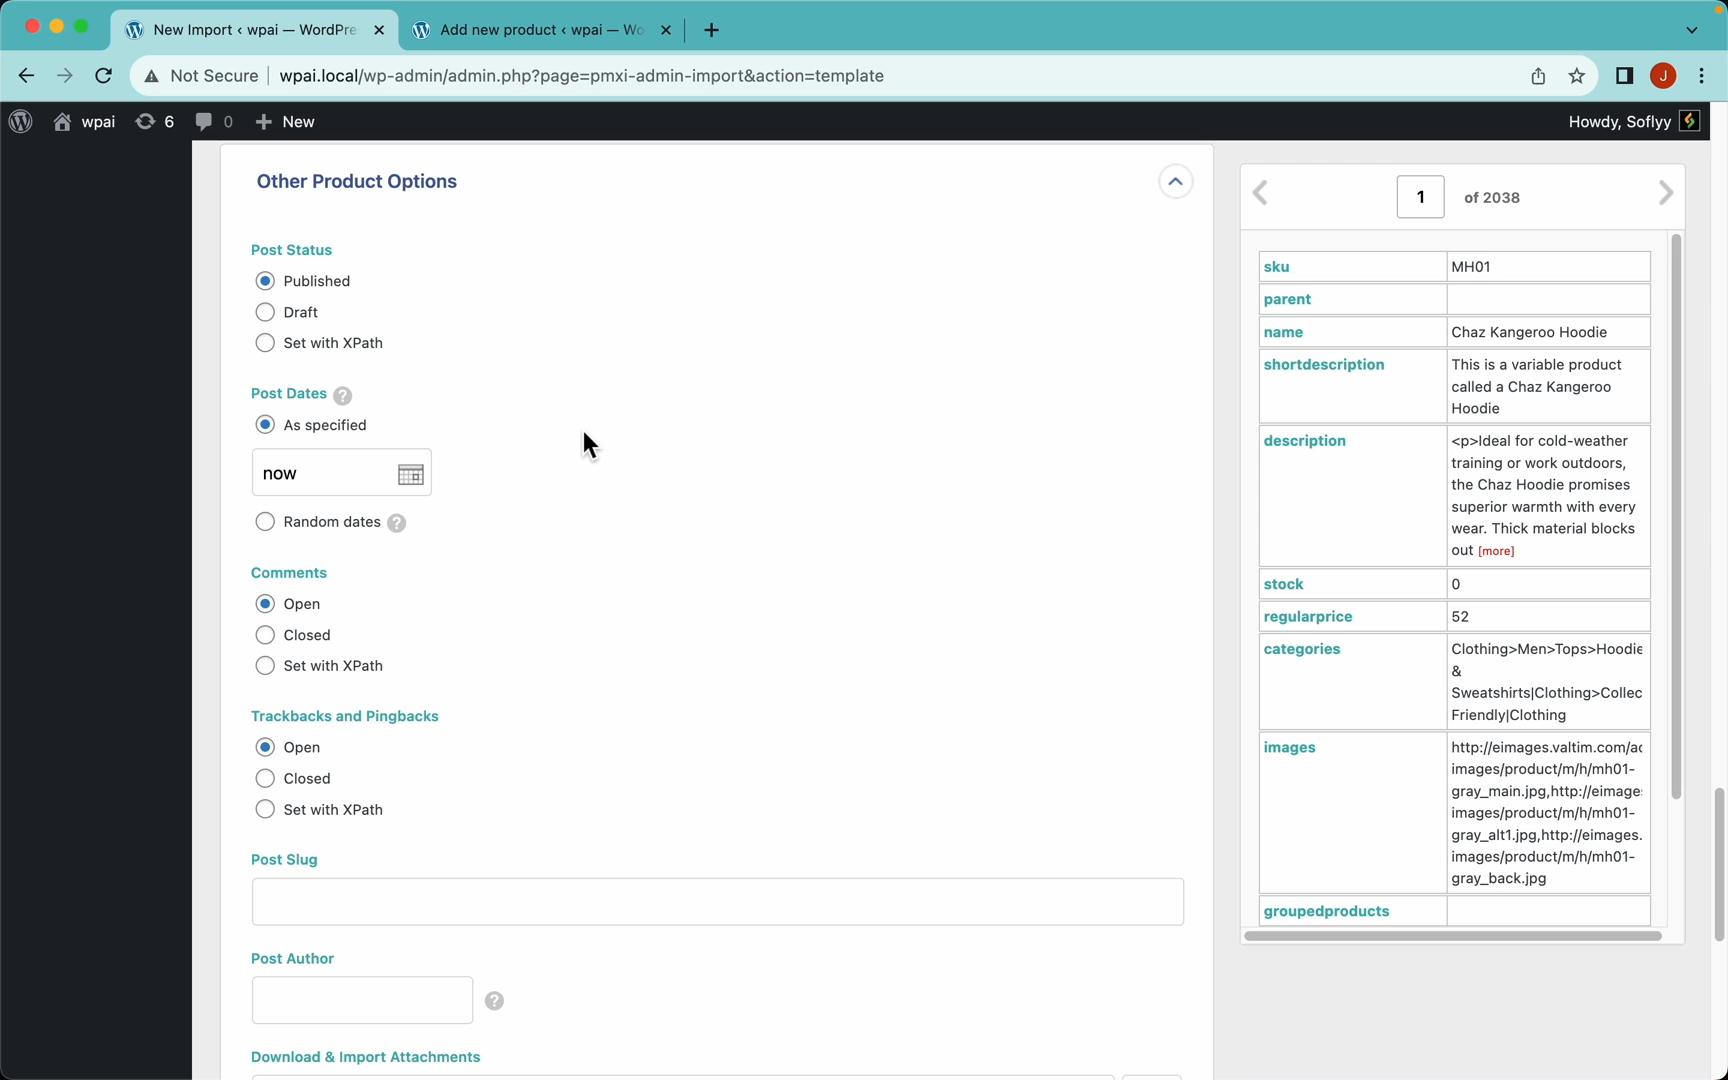 New Import ‹ wpai — WordPre
Add new product ‹ wpai — Wo
Not Secure
wpai.local/wp-admin/admin.php?page=pmxi-admin-import&action=template
J
wpai
6
0
New
Howdy, Soflyy
Other Product Options
Post Status
Published
Draft
Set with XPath
Post Dates ?
As specified
now
Random dates ?
Comments
Open
Closed
Set with XPath
Trackbacks and Pingbacks
Open
Closed
Set with XPath
Post Slug
Post Author
?
Download & Import Attachments
1 of 2038
sku MH01
parent
name Chaz Kangeroo Hoodie
shortdescription This is a variable product
called a Chaz Kangeroo
Hoodie
description <p>Ideal for cold-weather
training or work outdoors,
the Chaz Hoodie promises
superior warmth with every
wear. Thick material blocks
out [more]
stock 0
regularprice 52
categories Clothing>Men>Tops>Hoodie
&
Sweatshirts|Clothing>Collec
Friendly|Clothing
images http://eimages.valtim.com/ac
images/product/m/h/mh01-
gray_main.jpg,http://eimage
images/product/m/h/mh01-
gray_alt1.jpg,http://eimages.
images/product/m/h/mh01-
gray_back.jpg
groupedproducts